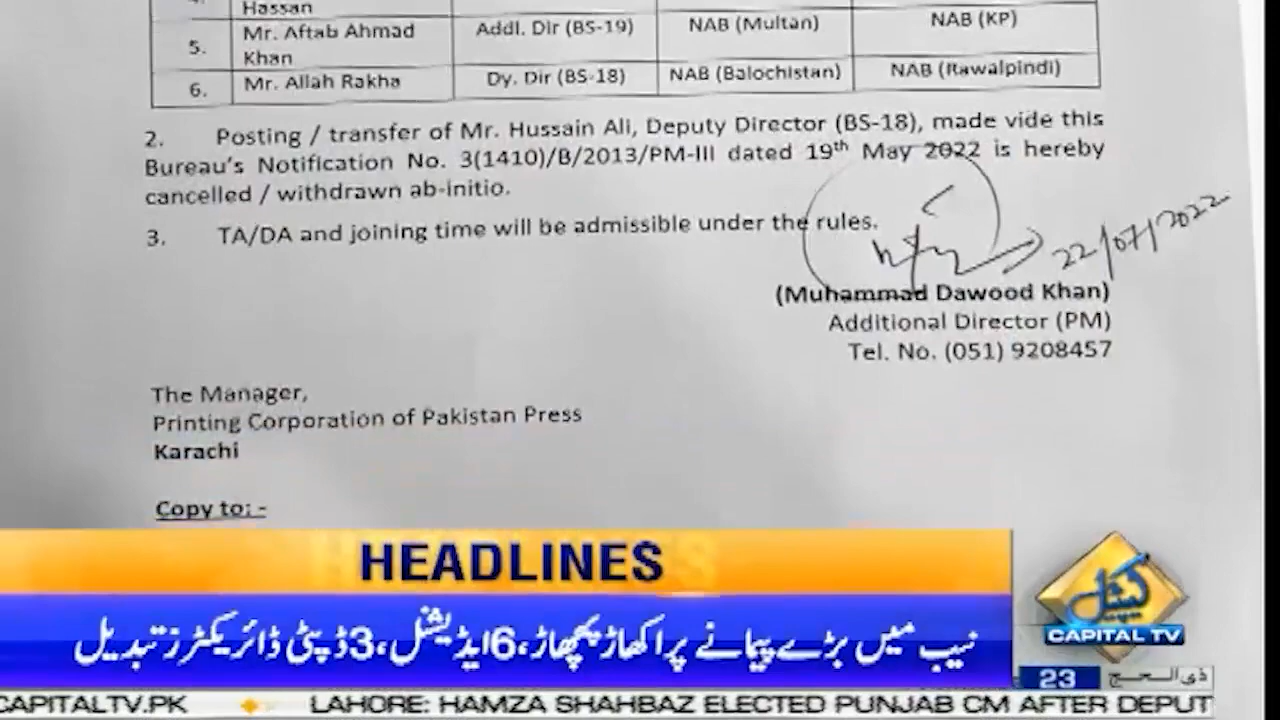 Hassan
5. Mr. Aftab Ahmad Khan Addl. Dir (BS-19) NAB (Multan) NAB (KP)
6. Mr. Allah Rakha Dy. Dir (BS-18) NAB (Balochistan) NAB (Rawalpindi)
2. Posting / transfer of Mr. Hussain Ali, Deputy Director (BS-18), made vide this
Bureau's Notification No. 3(1410)/B/2013/PM-III dated 19th May 2022 is hereby
cancelled / withdrawn ab-initio.
3. TA/DA and joining time will be admissible under the rules.
22/07/2022
(Muhammad Dawood Khan)
Additional Director (PM)
Tel. No. (051) 9208457
The Manager,
Printing Corporation of Pakistan Press
Karachi
Copy to: -
HEADLINES
نیب میں بڑے پیمانے پر اکھاڑ پچھاڑ، 6 ایڈیشنل، 3 ڈپٹی ڈائریکٹرز تبدیل
کیپیٹل
CAPITAL TV
23 ذی الحج
CAPITALTV.PK LAHORE: HAMZA SHAHBAZ ELECTED PUNJAB CM AFTER DEPUT